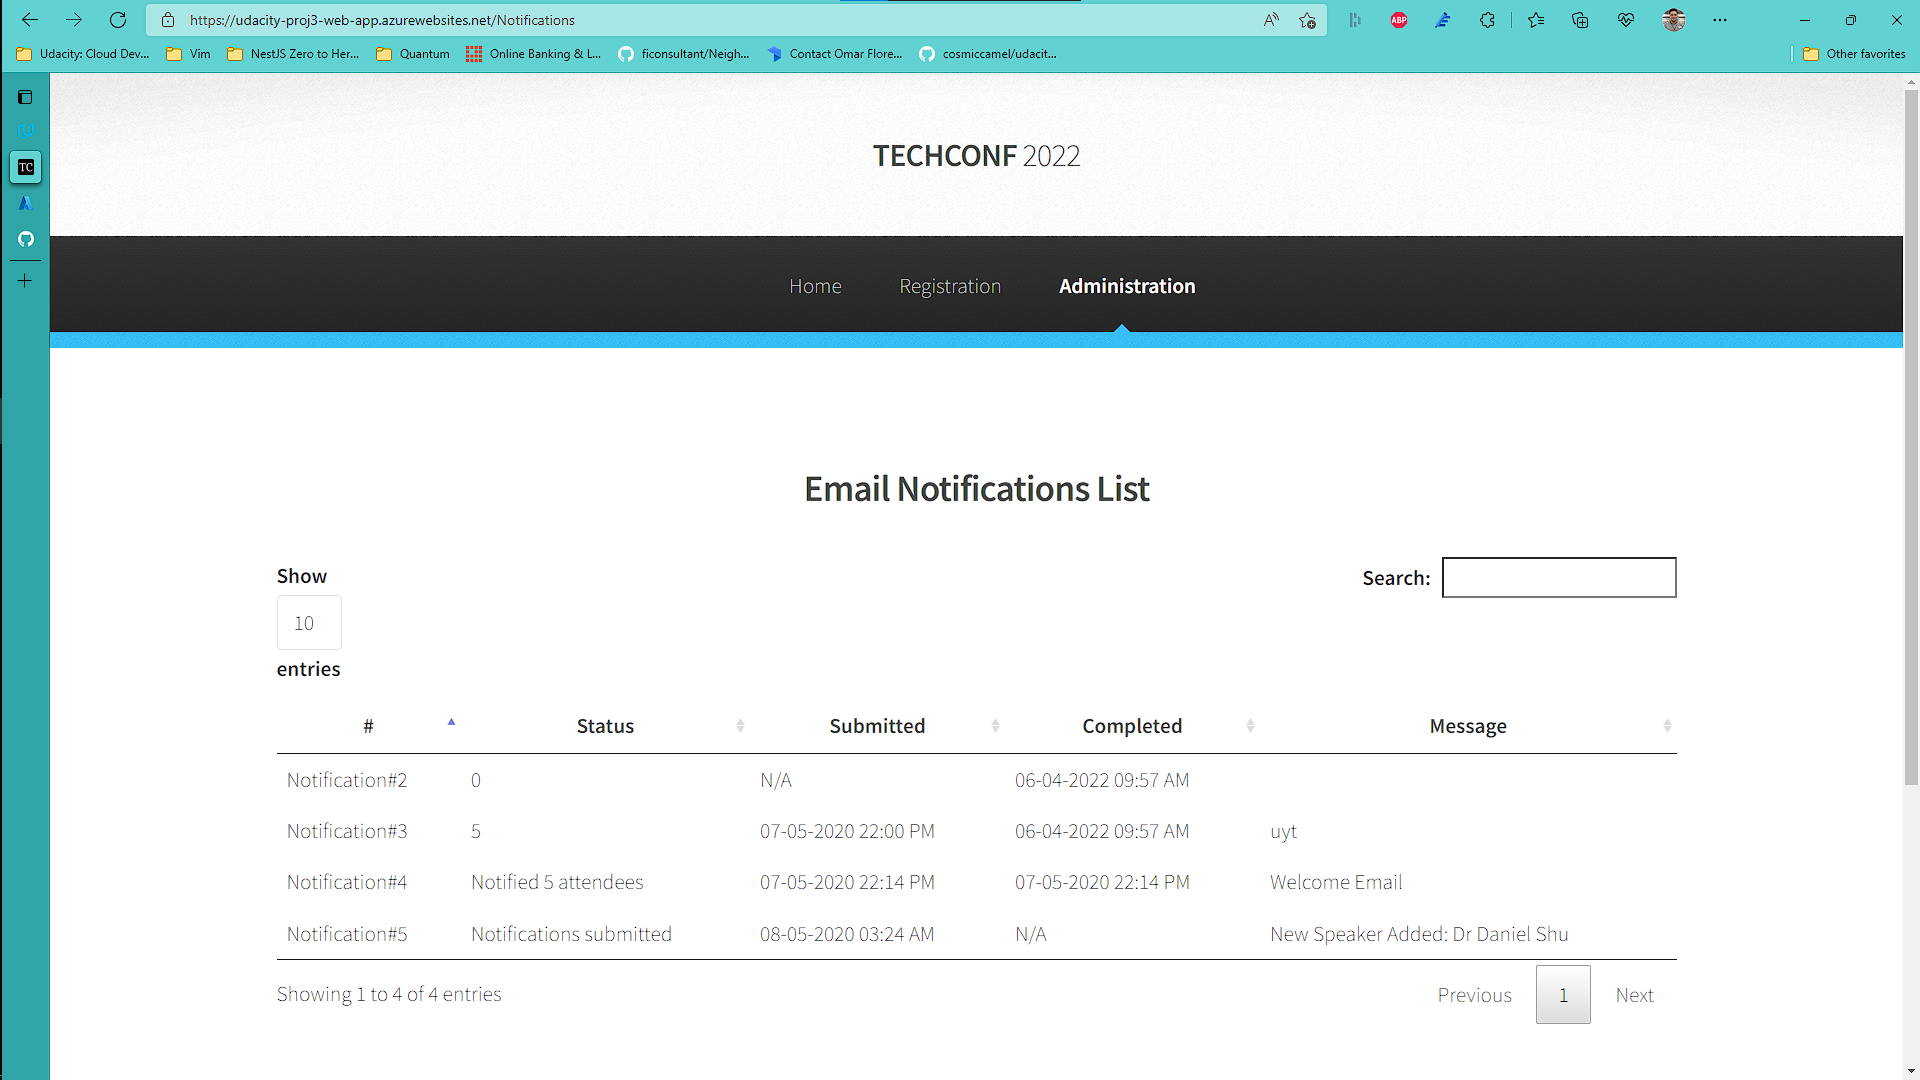 https://udacity-proj3-web-app.azurewebsites.net/Notifications
ABP
Udacity: Cloud Dev... Vim NestJS Zero to Her... Quantum Online Banking & L... ficonsultant/Neigh... Contact Omar Flore... cosmiccamel/udacit... Other favorites
TC
TECHCONF 2022
Home Registration Administration
Email Notifications List
Show
10
entries
Search:
# Status Submitted Completed Message
Notification#2 0 N/A 06-04-2022 09:57 AM
Notification#3 5 07-05-2020 22:00 PM 06-04-2022 09:57 AM uyt
Notification#4 Notified 5 attendees 07-05-2020 22:14 PM 07-05-2020 22:14 PM Welcome Email
Notification#5 Notifications submitted 08-05-2020 03:24 AM N/A New Speaker Added: Dr Daniel Shu
Showing 1 to 4 of 4 entries
Previous 1 Next